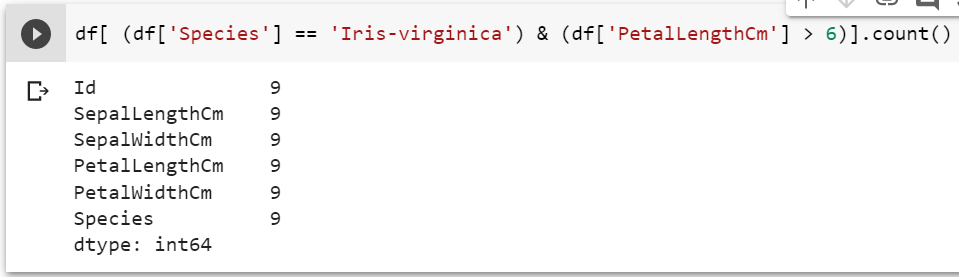 df[ (df['Species'] == 'Iris-virginica') & (df['PetalLengthCm'] > 6)].count()
Id 9
SepalLengthCm 9
SepalWidthCm 9
PetalLengthCm 9
PetalWidthCm 9
Species 9
dtype: int64